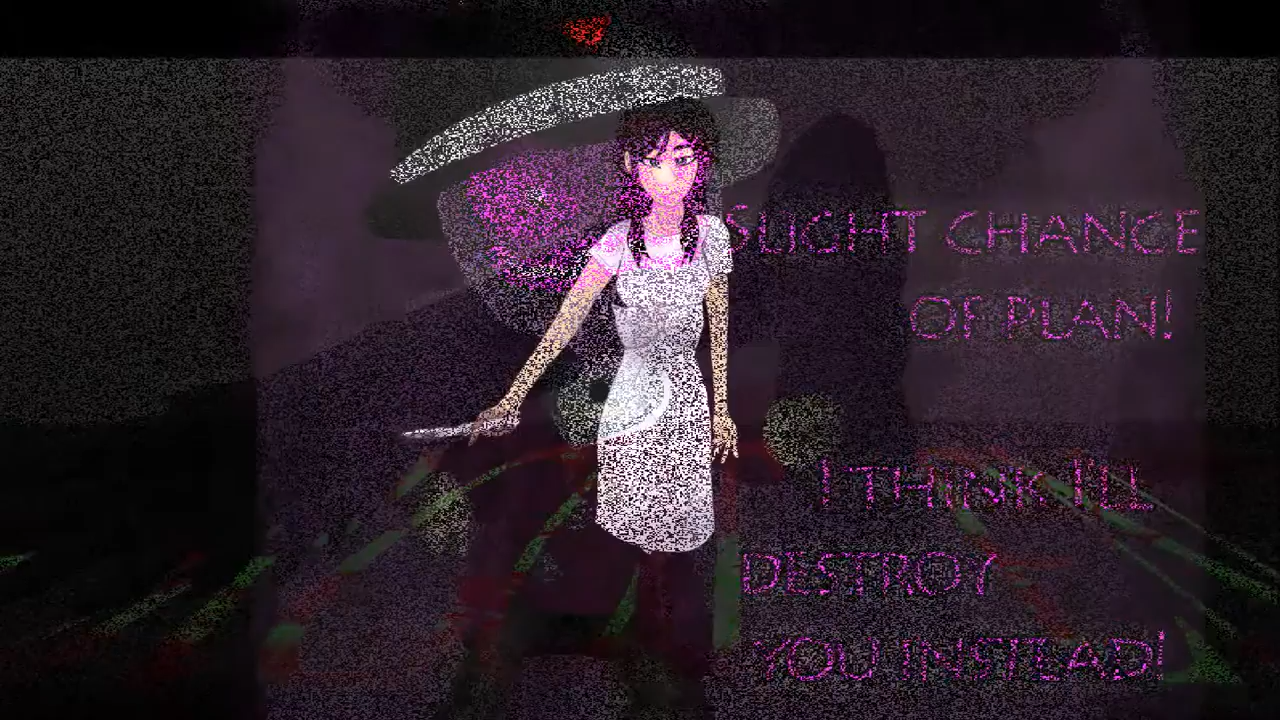 SLIGHT CHANGE
OF PLAN!
I THINK I'LL
DESTROY
YOU INSTEAD!